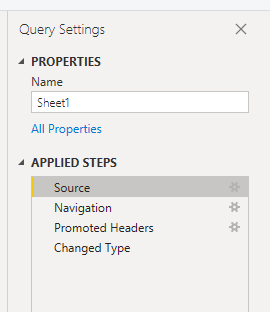 Query Settings
PROPERTIES
Name
Sheet1
All Properties
APPLIED STEPS
Source
Navigation
Promoted Headers
Changed Type